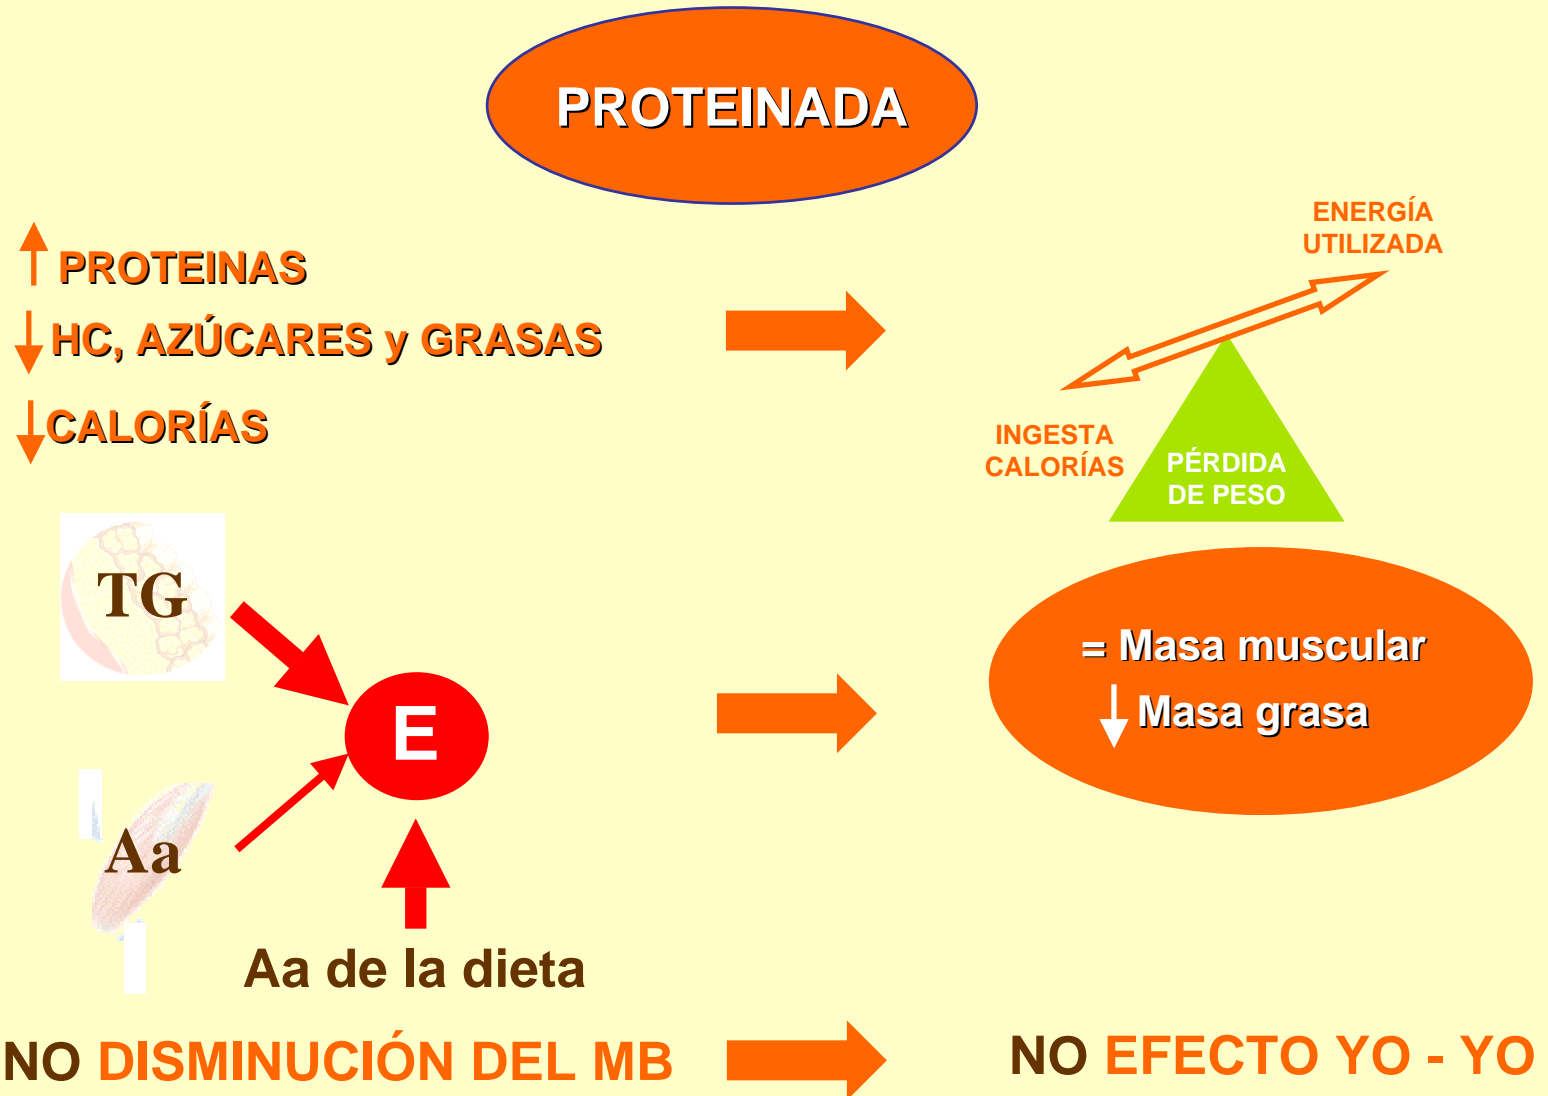 PROTEINADA
PROTEINAS
HC, AZÚCARES y GRASAS
CALORÍAS
ENERGÍA
UTILIZADA
INGESTA
CALORÍAS
PÉRDIDA
DE PESO
TG
E
Aa
Aa de la dieta
= Masa muscular
Masa grasa
NO DISMINUCIÓN DEL MB
NO EFECTO YO - YO